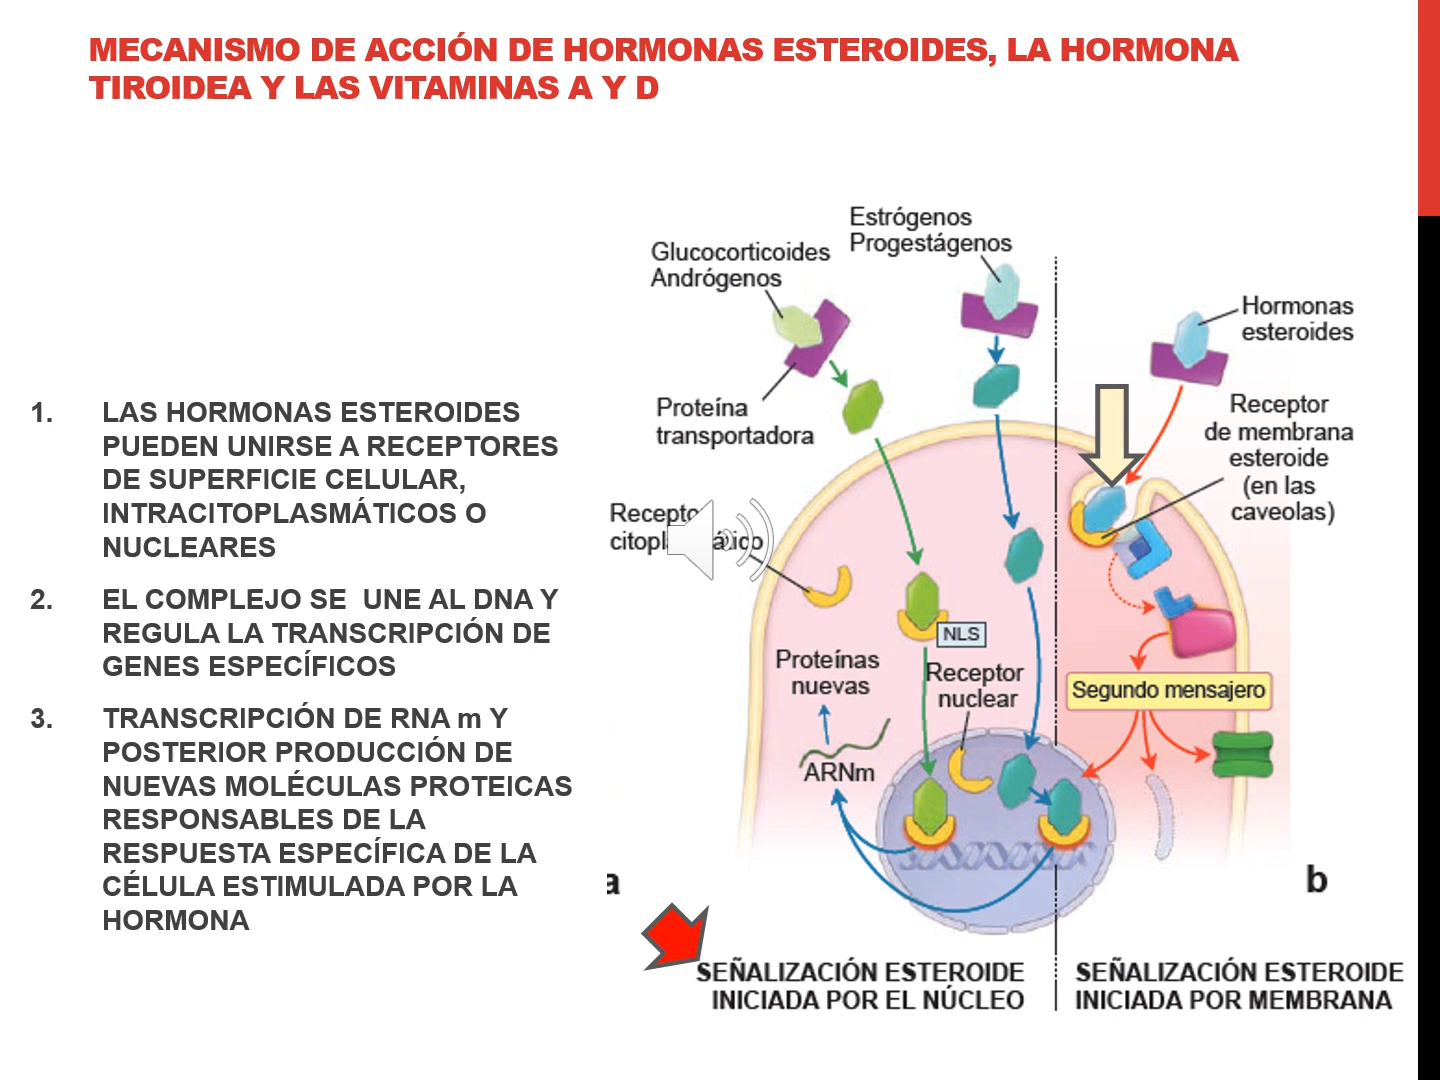 MECANISMO DE ACCIÓN DE HORMONAS ESTEROIDES, LA HORMONA
TIROIDEA Y LAS VITAMINAS A Y D
1. LAS HORMONAS ESTEROIDES
PUEDEN UNIRSE A RECEPTORES
DE SUPERFICIE CELULAR,
INTRACITOPLASMÁTICOS O
NUCLEARES
2. EL COMPLEJO SE UNE AL DNA Y
REGULA LA TRANSCRIPCIÓN DE
GENES ESPECÍFICOS
3. TRANSCRIPCIÓN DE RNA m Y
POSTERIOR PRODUCCIÓN DE
NUEVAS MOLÉCULAS PROTEICAS
RESPONSABLES DE LA
RESPUESTA ESPECÍFICA DE LA
CÉLULA ESTIMULADA POR LA
HORMONA
Estrógenos
Progestágenos
Glucocorticoides
Andrógenos
Hormonas
esteroides
Proteína
transportadora
Receptor
de membrana
esteroide
(en las
caveolas)
NLS
Proteínas
nuevas
Receptor
nuclear
Segundo mensajero
ARNm
a
b
SEÑALIZACIÓN ESTEROIDE
INICIADA POR EL NÚCLEO
SEÑALIZACIÓN ESTEROIDE
INICIADA POR MEMBRANA